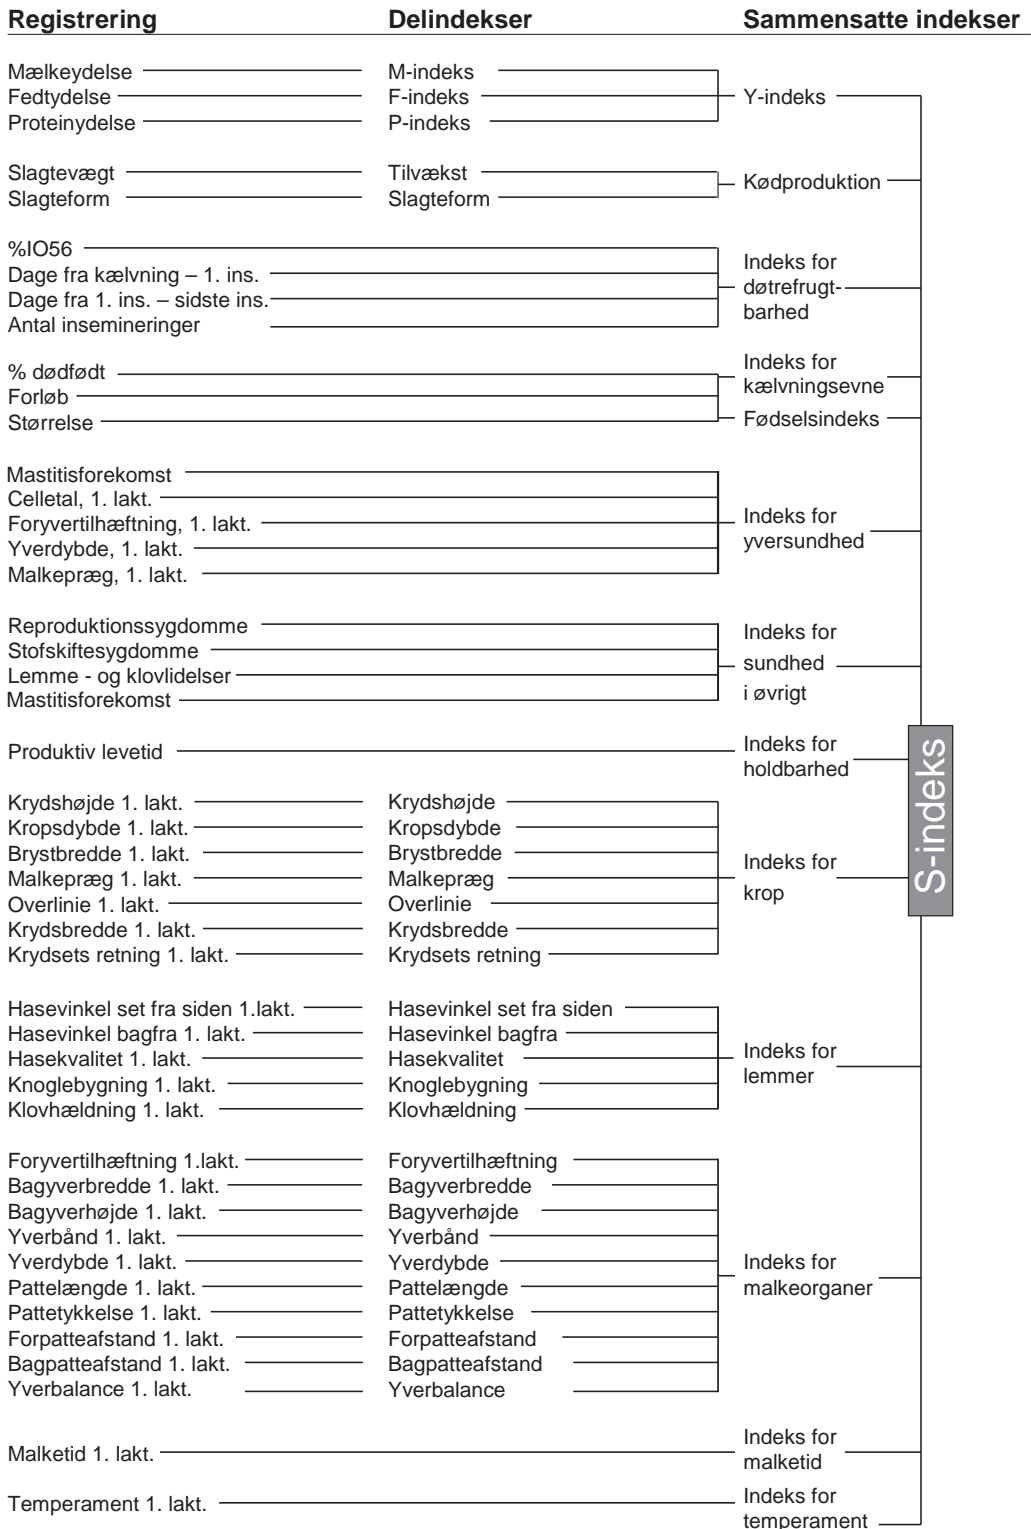 Registrering Delindekser Sammensatte indekser
Mælkeydelse M-indeks
Fedtydelse F-indeks Y-indeks
Proteinydelse P-indeks
Slagtevægt Tilvækst
Slagteform Slagteform Kødproduktion
%IO56
Dage fra kælvning – 1. ins. Indeks for
Dage fra 1. ins. – sidste ins. døtrefrugt-
Antal insemineringer barhed
% dødfødt Indeks for
Forløb kælvningsevne
Størrelse Fødselsindeks
Mastitisforekomst
Celletal, 1. lakt.
Foryvertilhæftning, 1. lakt. Indeks for
Yverdybde, 1. lakt. yversundhed
Malkepræg, 1. lakt.
Reproduktionssygdomme Indeks for
Stofskiftesygdomme sundhed
Lemme - og klovlidelser i øvrigt
Mastitisforekomst
Produktiv levetid Indeks for
holdbarhed
S-indeks
Krydshøjde 1. lakt. Krydshøjde
Kropsdybde 1. lakt. Kropsdybde
Brystbredde 1. lakt. Brystbredde Indeks for
Malkepræg 1. lakt. Malkepræg krop
Overlinie 1. lakt. Overlinie
Krydsbredde 1. lakt. Krydsbredde
Krydsets retning 1. lakt. Krydsets retning
Hasevinkel set fra siden 1.lakt. Hasevinkel set fra siden
Hasevinkel bagfra 1. lakt. Hasevinkel bagfra
Hasekvalitet 1. lakt. Hasekvalitet Indeks for
Knoglebygning 1. lakt. Knoglebygning lemmer
Klovhældning 1. lakt. Klovhældning
Foryvertilhæftning 1.lakt. Foryvertilhæftning
Bagyverbredde 1. lakt. Bagyverbredde
Bagyverhøjde 1. lakt. Bagyverhøjde
Yverbånd 1. lakt. Yverbånd
Yverdybde 1. lakt. Yverdybde Indeks for
Pattelængde 1. lakt. Pattelængde malkeorganer
Pattetykkelse 1. lakt. Pattetykkelse
Forpatteafstand 1. lakt. Forpatteafstand
Bagpatteafstand 1. lakt. Bagpatteafstand
Yverbalance 1. lakt. Yverbalance
Malketid 1. lakt. Indeks for
malketid
Temperament 1. lakt. Indeks for
temperament